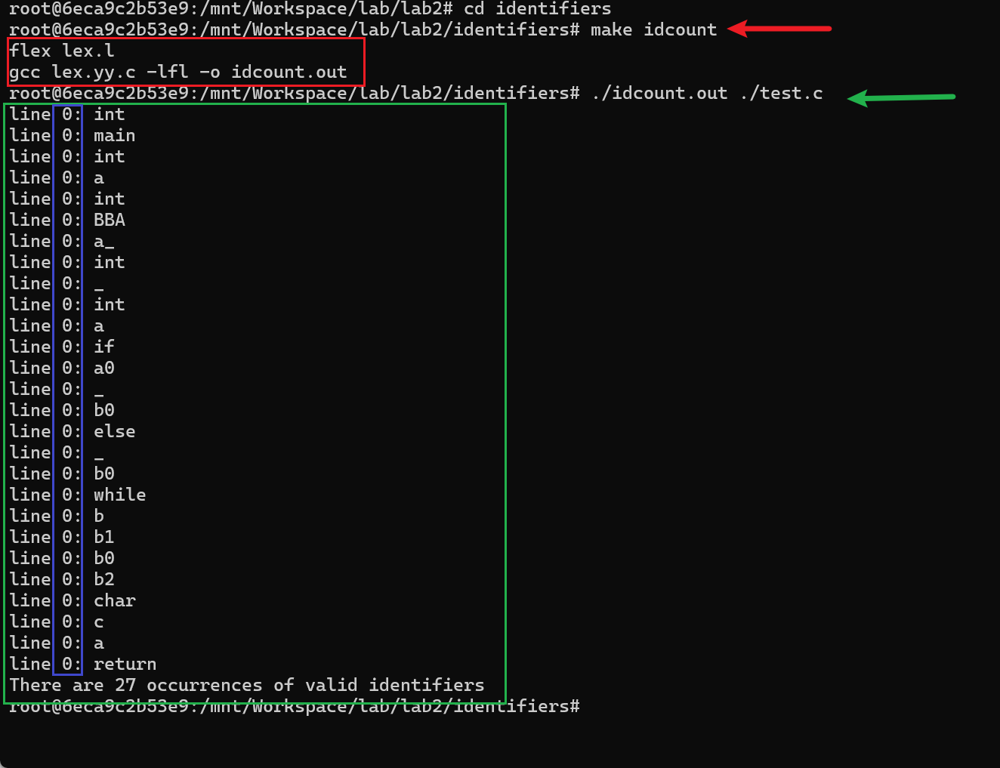 root@6eca9c2b53e9:/mnt/Workspace/lab/lab2# cd identifiers
root@6eca9c2b53e9:/mnt/Workspace/lab/lab2/identifiers# make idcount
flex lex.l
gcc lex.yy.c -lfl -o idcount.out
root@6eca9c2b53e9:/mnt/Workspace/lab/lab2/identifiers# ./idcount.out ./test.c
line 0: int
line 0: main
line 0: int
line 0: a
line 0: int
line 0: BBA
line 0: a_
line 0: int
line 0: _
line 0: int
line 0: a
line 0: if
line 0: a0
line 0: _
line 0: b0
line 0: else
line 0: _
line 0: b0
line 0: while
line 0: b
line 0: b1
line 0: b0
line 0: b2
line 0: char
line 0: c
line 0: a
line 0: return
There are 27 occurrences of valid identifiers
root@6eca9c2b53e9:/mnt/Workspace/lab/lab2/identifiers#